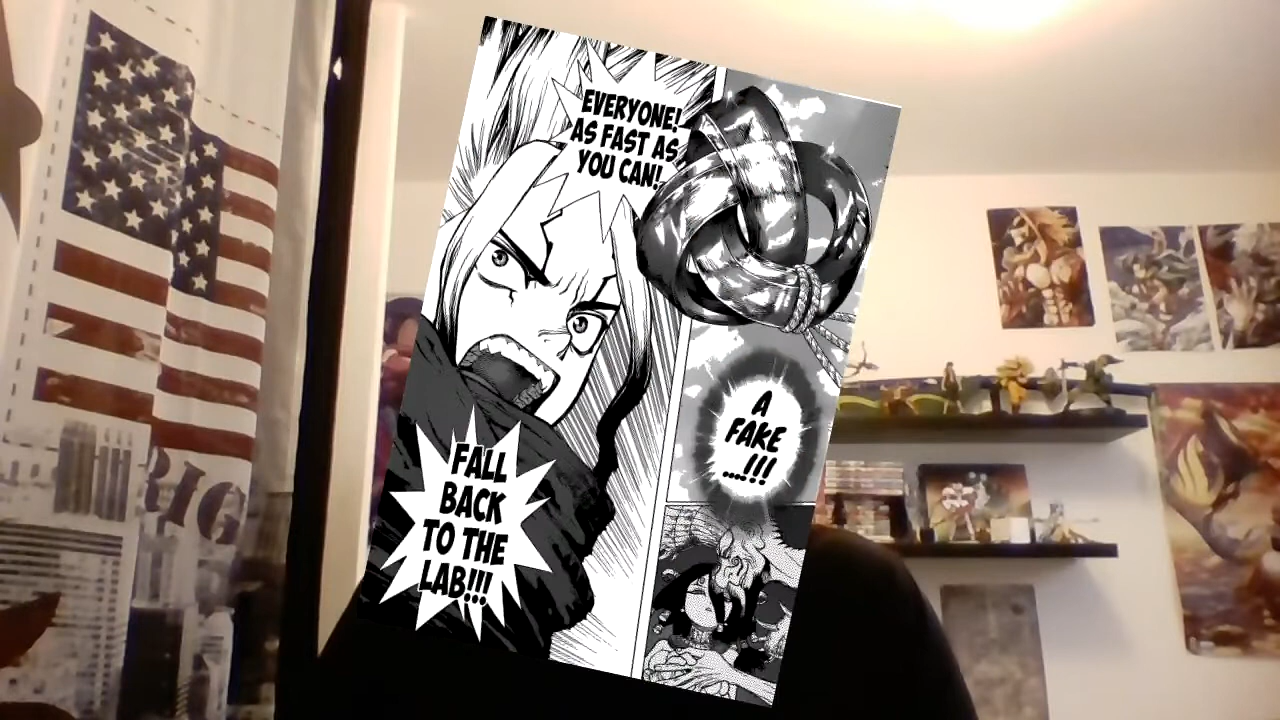 A
FAKE
....!!!
EVERYONE!
AS FAST AS
YOU CAN!
FALL
BACK
TO THE
LAB!!!